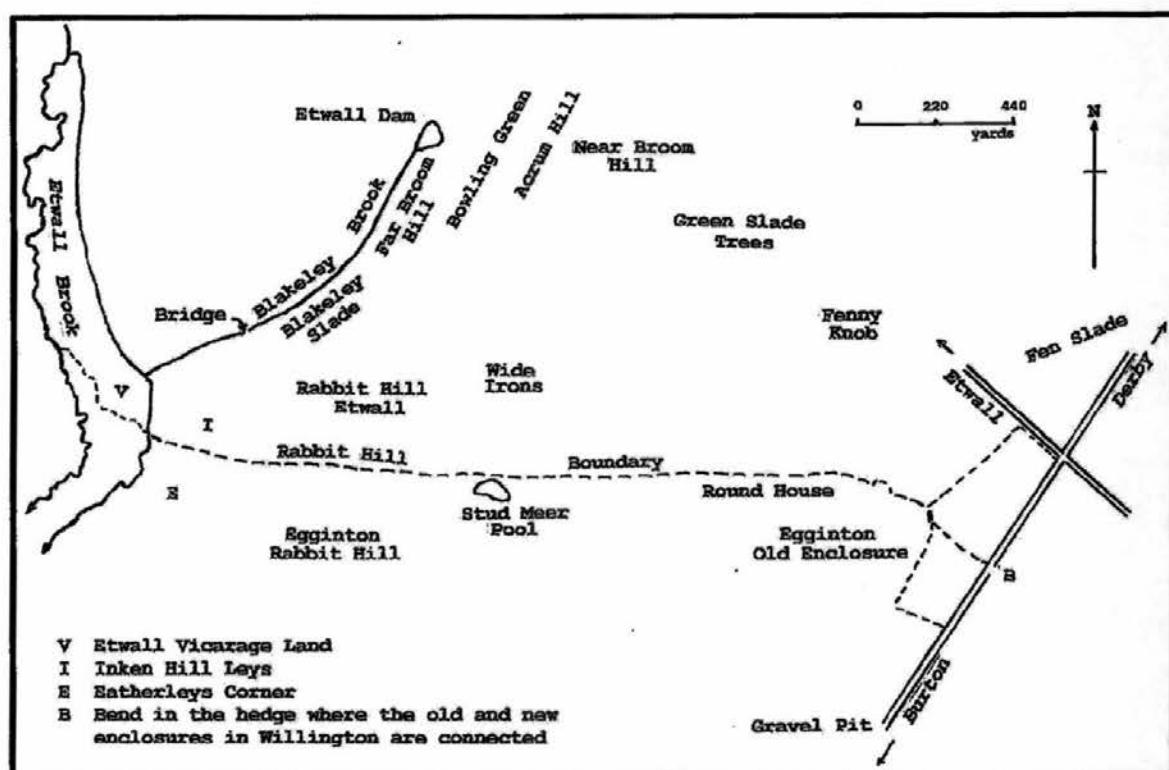 Etwall Dam
Bowling Green
Acrum Hill
0 220 440
yards
N
Near Broom
Hill
Etwall Brook
Brook
Far Broom
Hill
Green Slade
Trees
Bridge
Blakeley
Blakeley
Slade
Fenny
Knob
Fen Slade
Etwall
Derby
Wide
Irons
V
Rabbit Hill
Etwall
I
Rabbit Hill
Boundary
Round House
E
Stud Meer
Pool
Egginton
Rabbit Hill
Egginton
Old Enclosure
B
V Etwall Vicarage Land
I Inken Hill Leys
E Eatherleys Corner
B Bend in the hedge where the old and new
enclosures in Willington are connected
Gravel Pit
Burton